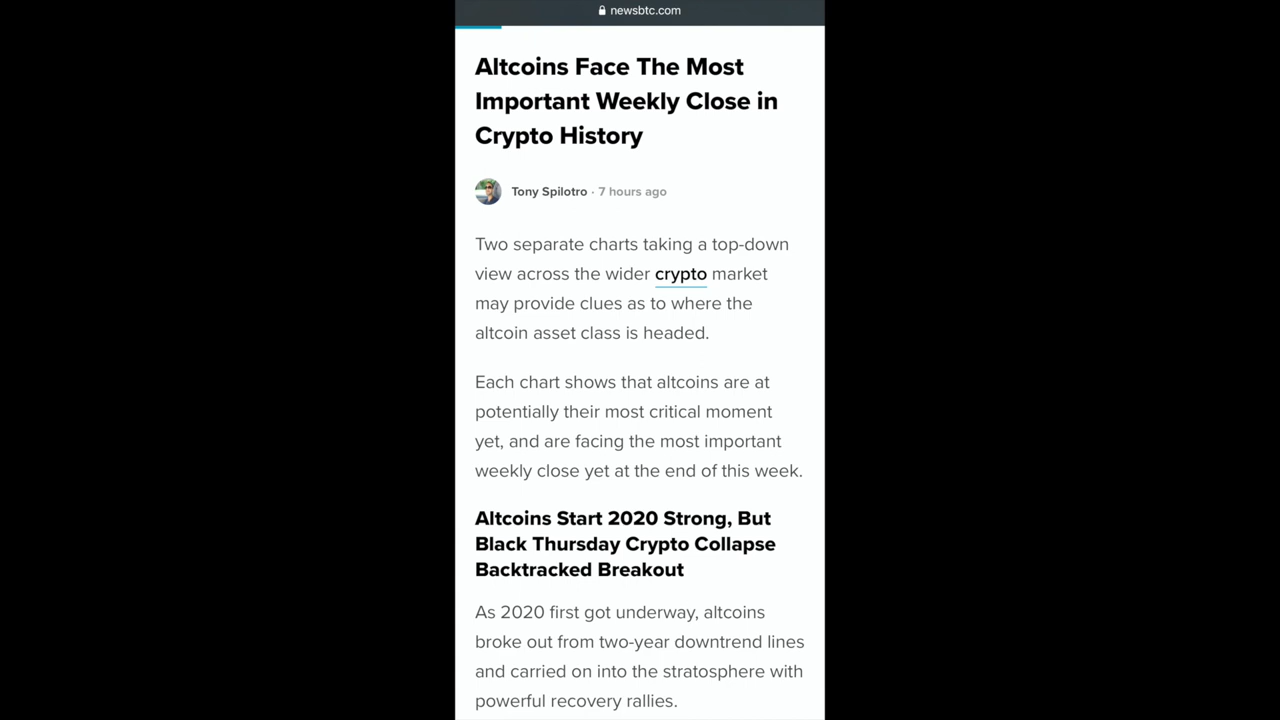 newsbtc.com
Altcoins Face The Most
Important Weekly Close in
Crypto History
Tony Spilotro · 7 hours ago
Two separate charts taking a top-down
view across the wider crypto market
may provide clues as to where the
altcoin asset class is headed.
Each chart shows that altcoins are at
potentially their most critical moment
yet, and are facing the most important
weekly close yet at the end of this week.
Altcoins Start 2020 Strong, But
Black Thursday Crypto Collapse
Backtracked Breakout
As 2020 first got underway, altcoins
broke out from two-year downtrend lines
and carried on into the stratosphere with
powerful recovery rallies.